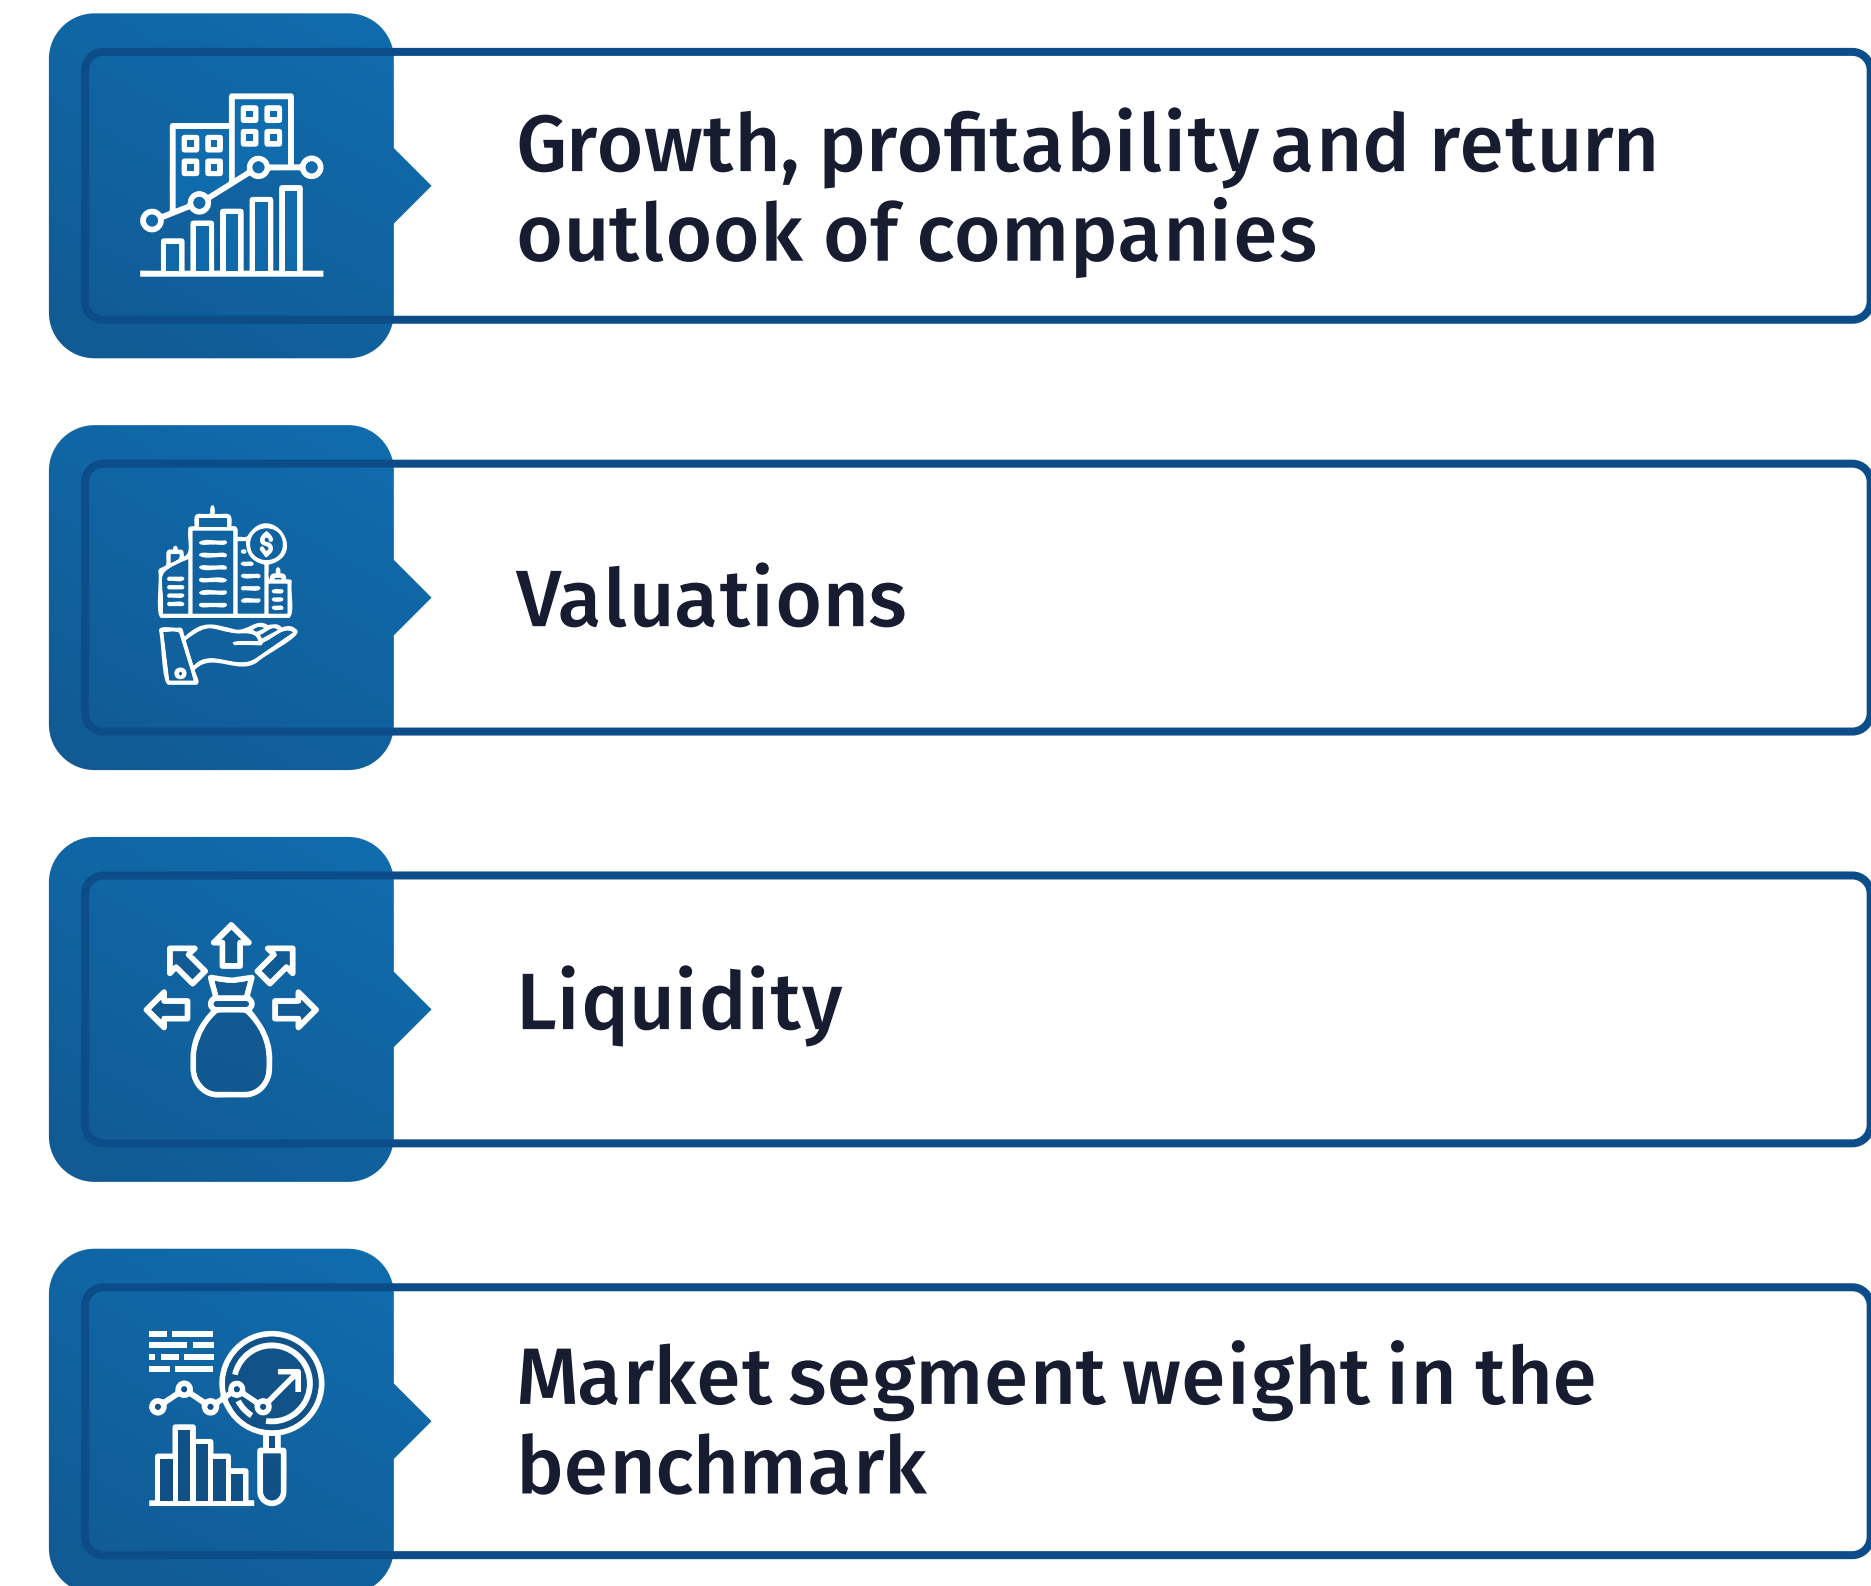 Growth, profitability and return
outlook of companies
$
Valuations
Liquidity
Market segment weight in the
benchmark